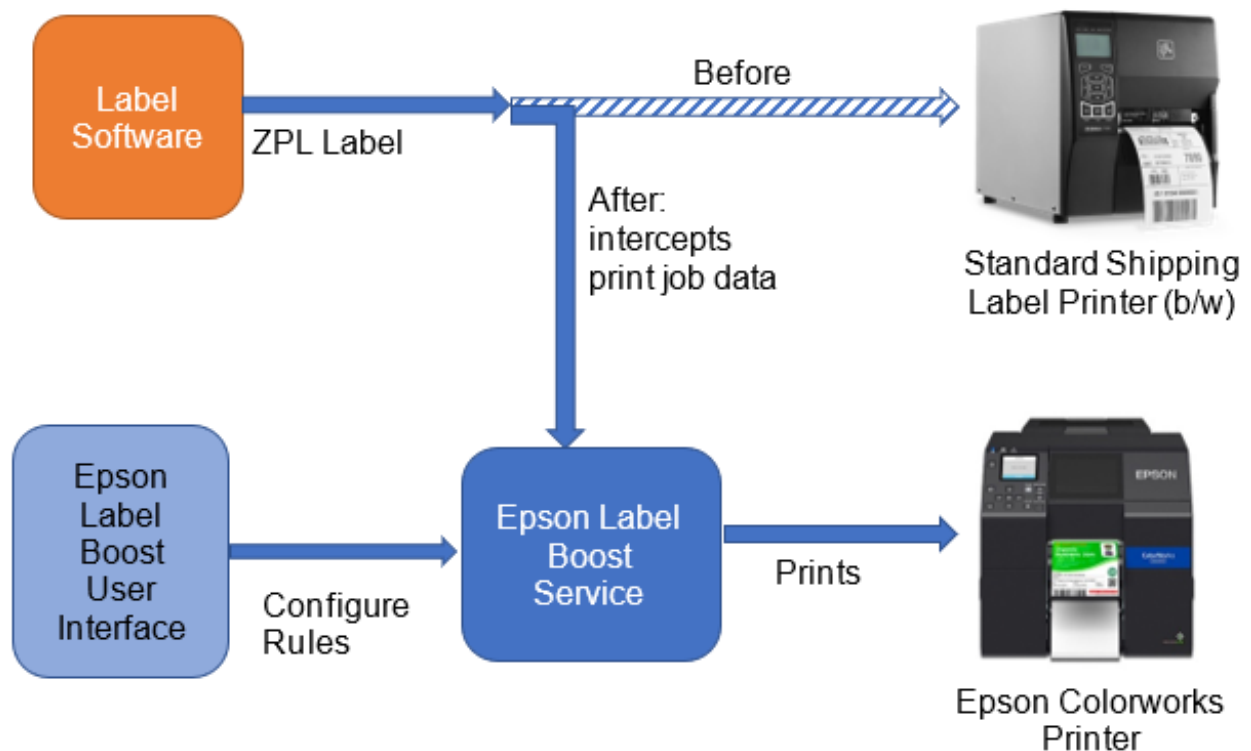 Label
Software
ZPL Label
Before
After:
intercepts
print job data
Standard Shipping
Label Printer (b/w)
Epson
Label
Boost
User
Interface
Configure
Rules
Epson Label
Boost
Service
Prints
EPSON
ColorWorks
Epson Colorworks
Printer